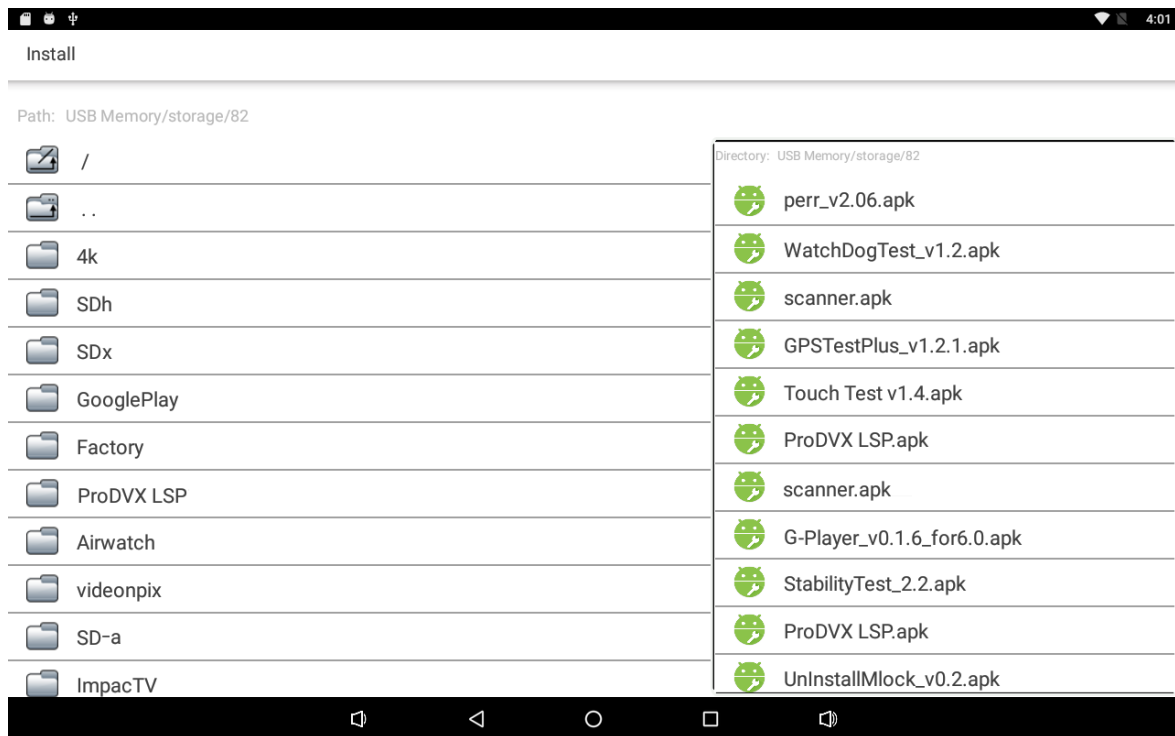 4:01
Install
Path: USB Memory/storage/82
/
. .
4k
SDh
SDx
GooglePlay
Factory
ProDVX LSP
Airwatch
videonpix
SD-a
ImpacTV
Directory: USB Memory/storage/82
perr_v2.06.apk
WatchDogTest_v1.2.apk
scanner.apk
GPSTestPlus_v1.2.1.apk
Touch Test v1.4.apk
ProDVX LSP.apk
scanner.apk
G-Player_v0.1.6_for6.0.apk
StabilityTest_2.2.apk
ProDVX LSP.apk
UnInstallMlock_v0.2.apk